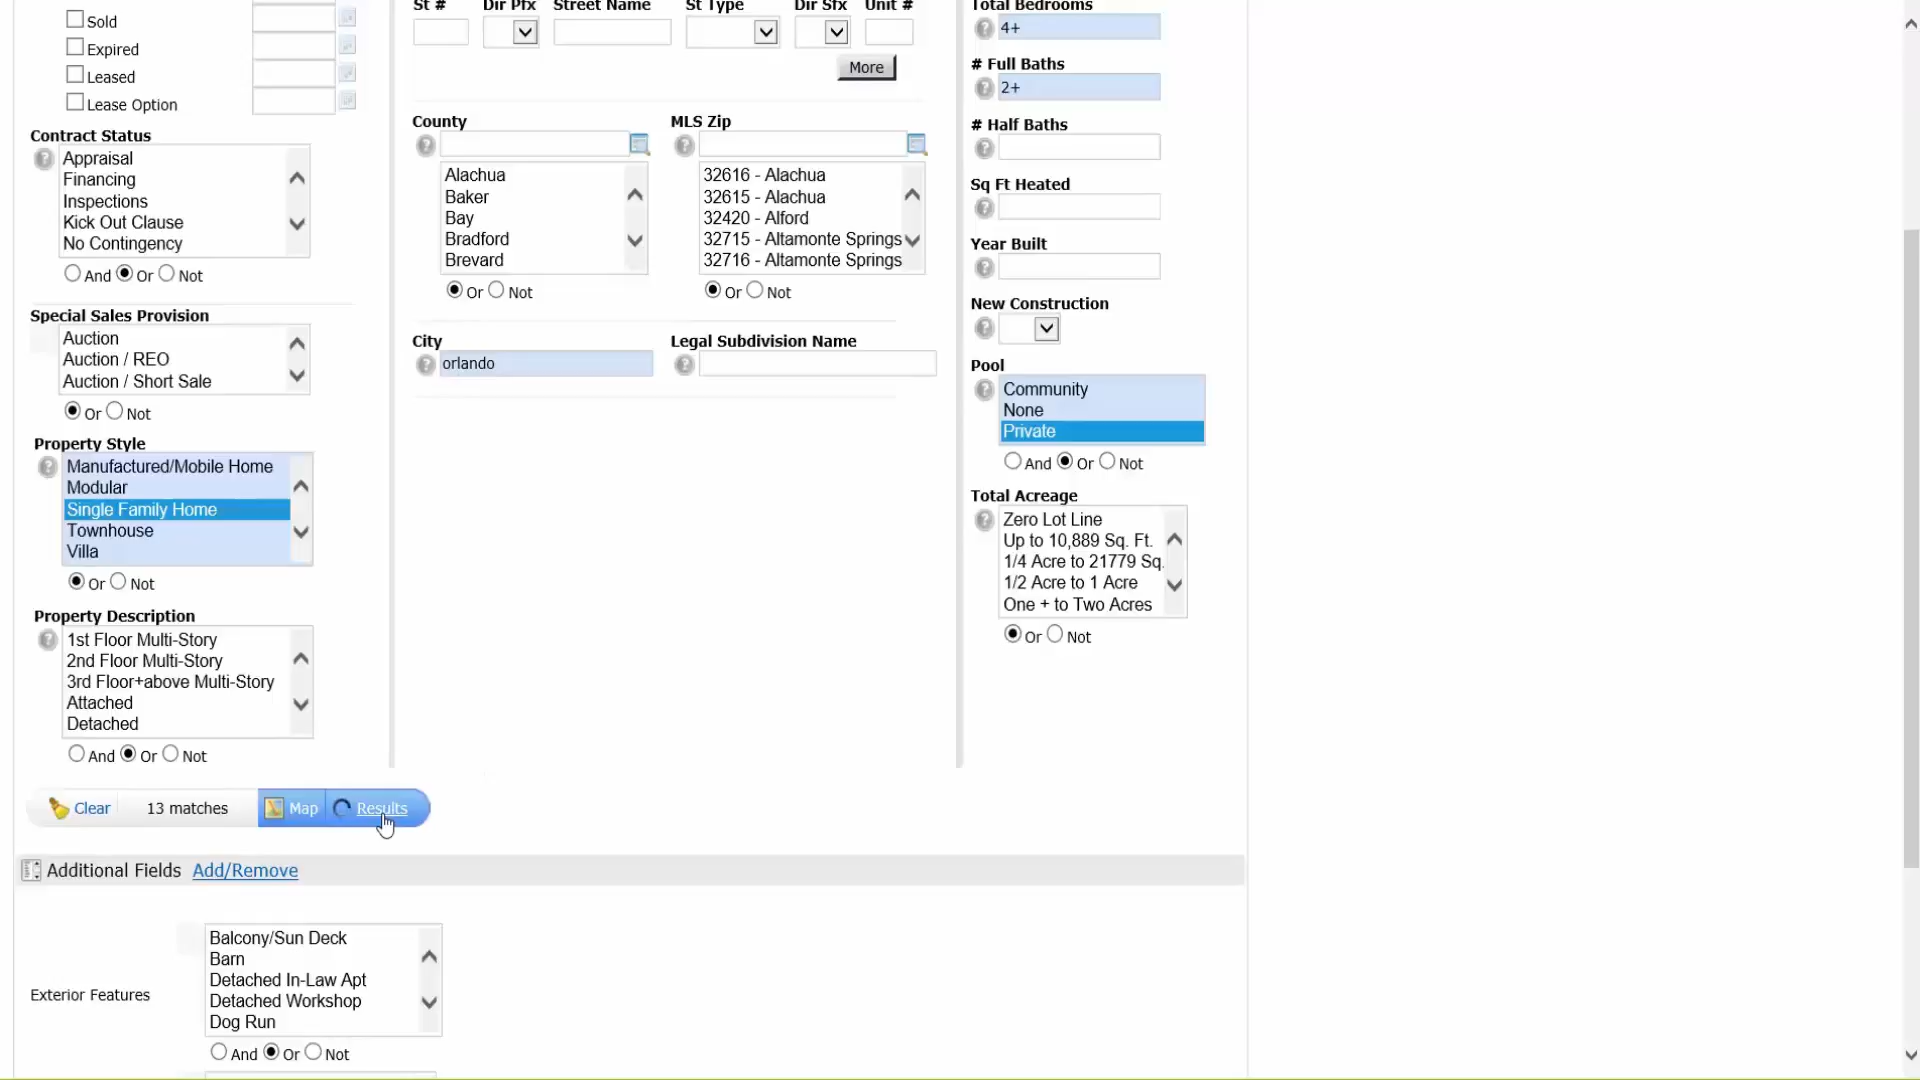 Sold
Expired
Leased
Lease Option
Contract Status
Appraisal
Financing
Inspections
Kick Out Clause
No Contingency
And Or Not
Special Sales Provision
Auction
Auction / REO
Auction / Short Sale
Or Not
Property Style
Manufactured/Mobile Home
Modular
Single Family Home
Townhouse
Villa
Or Not
Property Description
1st Floor Multi-Story
2nd Floor Multi-Story
3rd Floor+above Multi-Story
Attached
Detached
And Or Not
St # Dir Pfx Street Name St Type Dir Sfx Unit #
More
County
Alachua
Baker
Bay
Bradford
Brevard
Or Not
MLS Zip
32616 - Alachua
32615 - Alachua
32420 - Alford
32715 - Altamonte Springs
32716 - Altamonte Springs
Or Not
City
orlando
Legal Subdivision Name
Total Bedrooms
4+
# Full Baths
2+
# Half Baths
Sq Ft Heated
Year Built
New Construction
Pool
Community
None
Private
And Or Not
Total Acreage
Zero Lot Line
Up to 10,889 Sq. Ft.
1/4 Acre to 21779 Sq.
1/2 Acre to 1 Acre
One + to Two Acres
Or Not
Clear 13 matches Map Results
Additional Fields Add/Remove
Exterior Features
Balcony/Sun Deck
Barn
Detached In-Law Apt
Detached Workshop
Dog Run
And Or Not